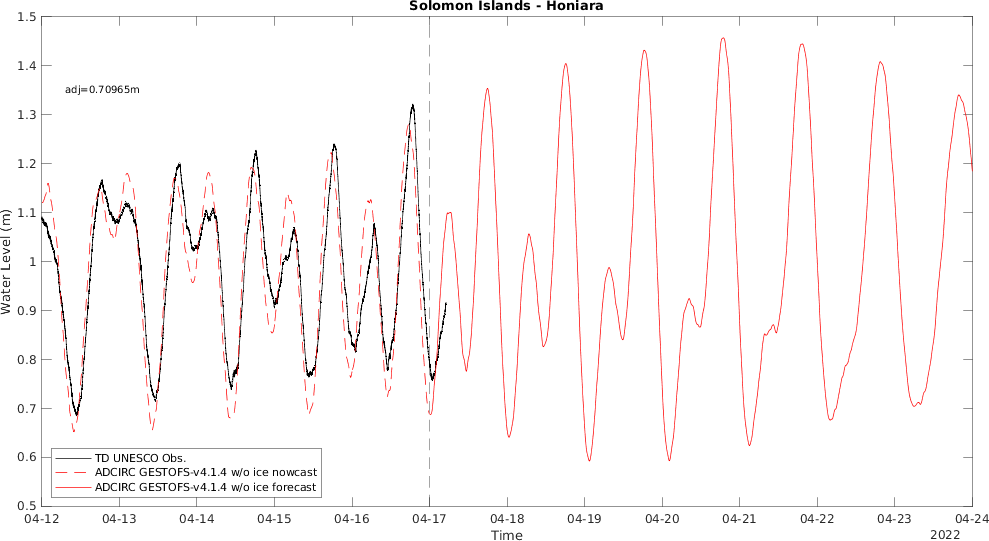 Solomon Islands - Honiara
1.5
1.4
1.3
1.2
1.1
1
0.9
0.8
0.7
0.6
0.5
Water Level (m)
adj=0.70965m
TD UNESCO Obs.
ADCIRC GESTOFS-v4.1.4 w/o ice nowcast
ADCIRC GESTOFS-v4.1.4 w/o ice forecast
04-12 04-13 04-14 04-15 04-16 04-17 04-18 04-19 04-20 04-21 04-22 04-23 04-24
Time
2022